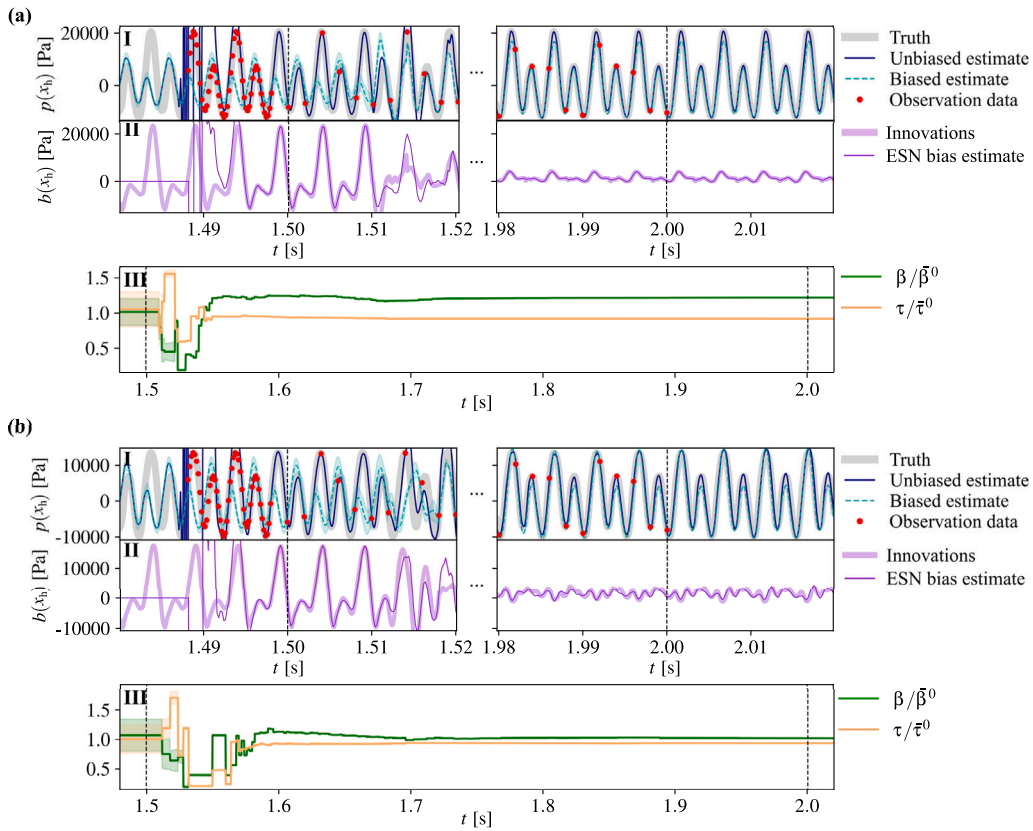 (a)
I
p(xₕ) [Pa]
20000
0
...
Truth
Unbiased estimate
Biased estimate
Observation data
II
b(xₕ) [Pa]
20000
0
...
Innovations
ESN bias estimate
1.49 1.50 1.51 1.52 1.98 1.99 2.00 2.01
t [s] t [s]
III
1.5
1.0
0.5
β/β̄⁰
τ/τ̄⁰
1.5 1.6 1.7 1.8 1.9 2.0
t [s]
(b)
I
p(xₕ) [Pa]
10000
0
-10000
...
Truth
Unbiased estimate
Biased estimate
Observation data
II
b(xₕ) [Pa]
10000
0
-10000
...
Innovations
ESN bias estimate
1.49 1.50 1.51 1.52 1.98 1.99 2.00 2.01
t [s] t [s]
III
1.5
1.0
0.5
β/β̄⁰
τ/τ̄⁰
1.5 1.6 1.7 1.8 1.9 2.0
t [s]